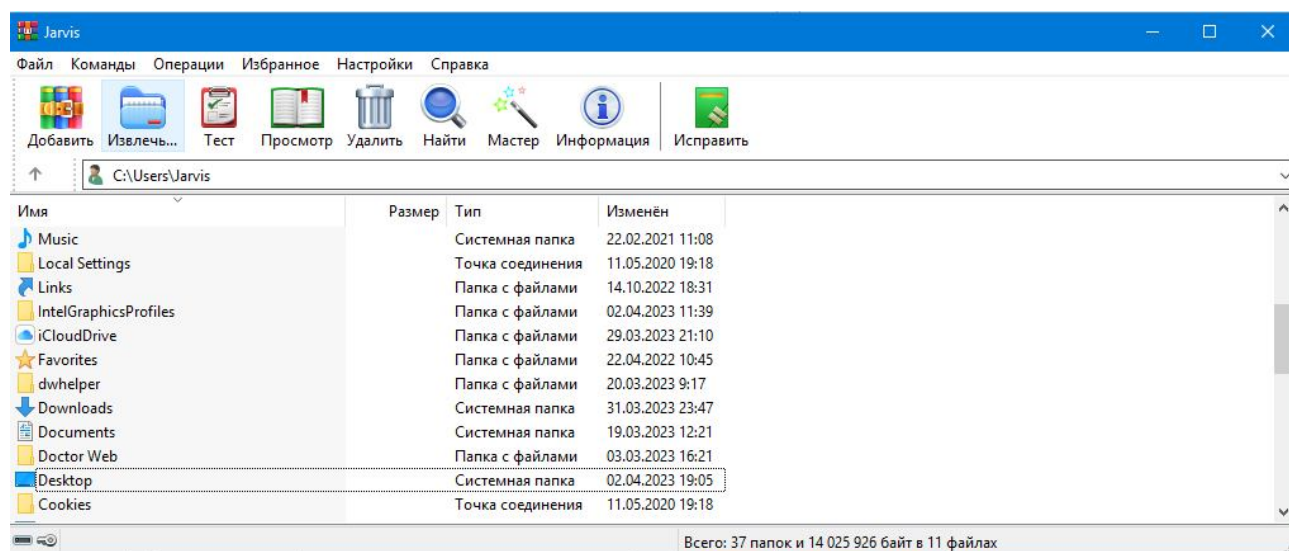 Jarvis
Файл Команды Операции Избранное Настройки Справка
Добавить Извлечь... Тест Просмотр Удалить Найти Мастер Информация Исправить
C:\Users\Jarvis
Имя Размер Тип Изменён
Music Системная папка 22.02.2021 11:08
Local Settings Точка соединения 11.05.2020 19:18
Links Папка с файлами 14.10.2022 18:31
IntelGraphicsProfiles Папка с файлами 02.04.2023 11:39
iCloudDrive Папка с файлами 29.03.2023 21:10
Favorites Папка с файлами 22.04.2022 10:45
dwhelper Папка с файлами 20.03.2023 9:17
Downloads Системная папка 31.03.2023 23:47
Documents Системная папка 19.03.2023 12:21
Doctor Web Папка с файлами 03.03.2023 16:21
Desktop Системная папка 02.04.2023 19:05
Cookies Точка соединения 11.05.2020 19:18
Всего: 37 папок и 14 025 926 байт в 11 файлах